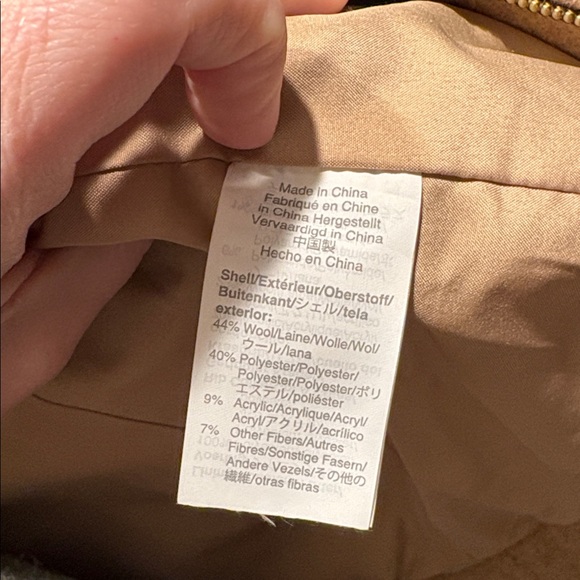 Made in China
Fabriqué en Chine
in China Hergestellt
Vervaardigd in China
中国製
Hecho en China
Shell/Extérieur/Oberstoff/
Buitenkant/シェル/tela
exterior:
44% Wool/Laine/Wolle/Wol/
ウール/lana
40% Polyester/Polyester/
Polyester/Polyester/ポリ
エステル/poliéster
9% Acrylic/Acrylique/Acryl/
Acryl/アクリル/acrílico
7% Other Fibers/Autres
Fibres/Sonstige Fasern/
Andere Vezels/その他の
繊維/otras fibras